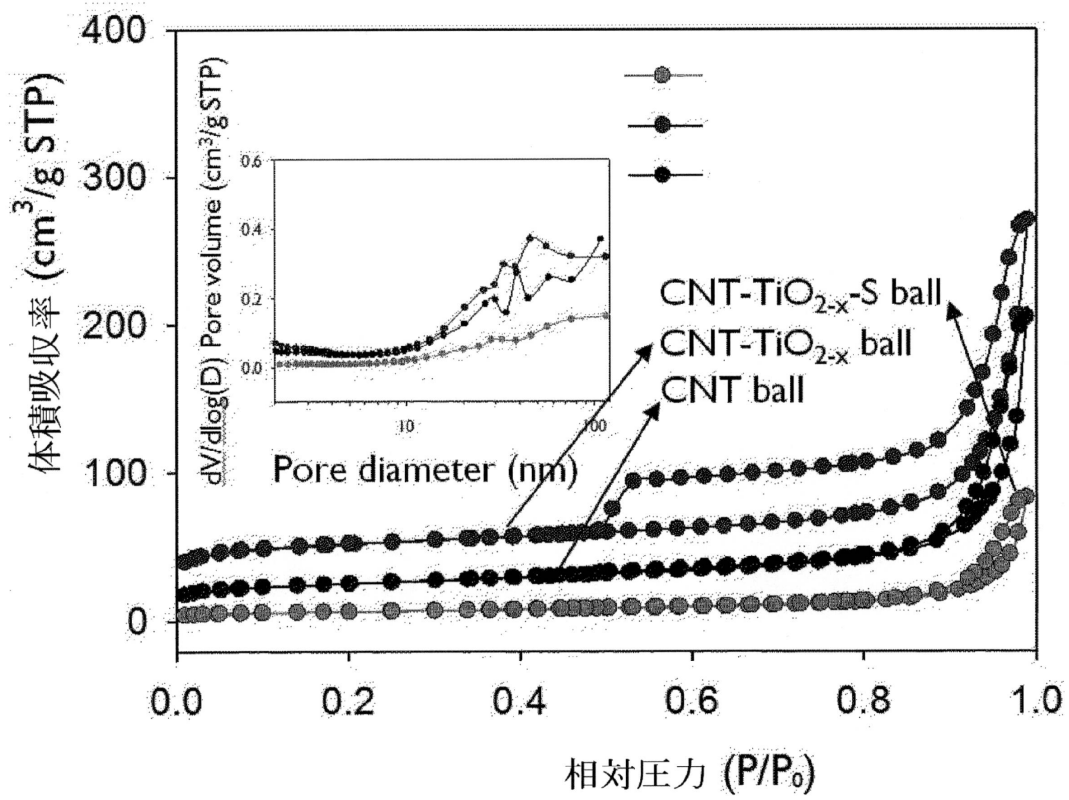 400
300
200
100
0
体積吸収率 (cm³/g STP)
0.0
0.2
0.4
0.6
0.8
1.0
相対圧力 (P/P₀)
dV/dlog(D) Pore volume (cm³/g STP)
0.6
0.4
0.2
0.0
10
100
Pore diameter (nm)
CNT-TiO₂₋ₓ-S ball
CNT-TiO₂₋ₓ ball
CNT ball